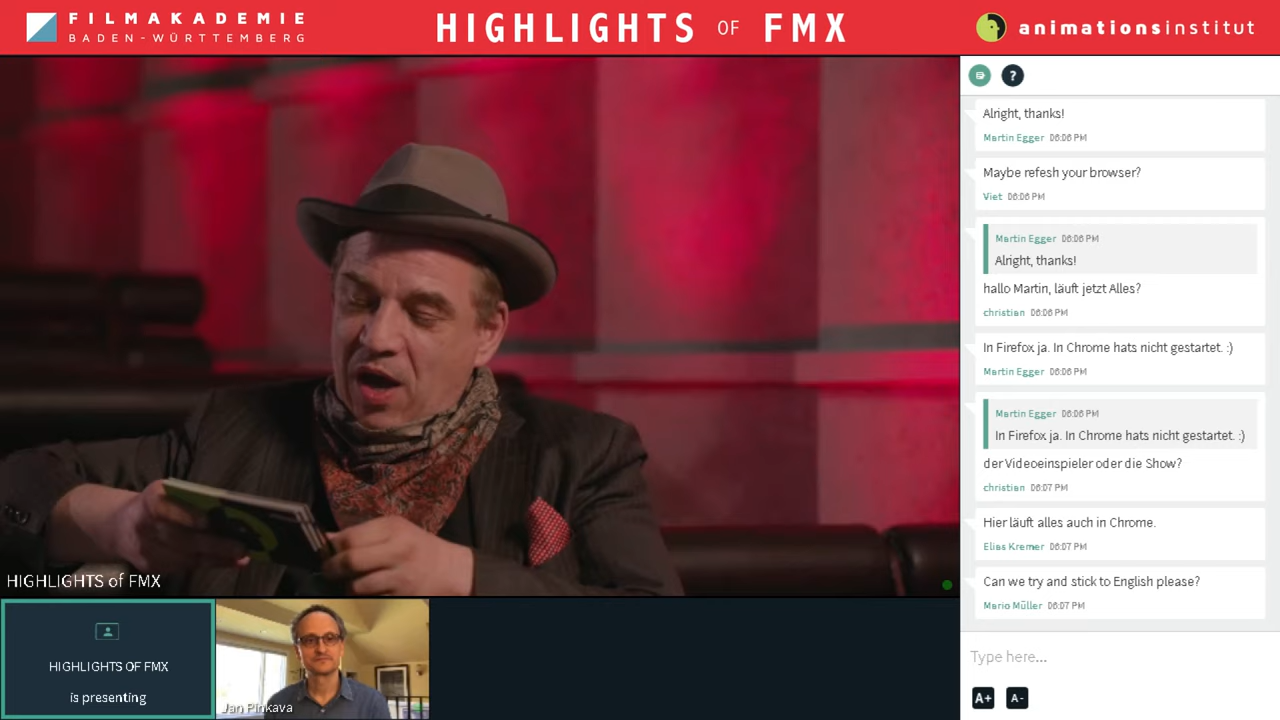 FILMAKADEMIE
BADEN-WÜRTTEMBERG
HIGHLIGHTS OF FMX
animationsinstitut
?
Alright, thanks!
Martin Egger 06:06 PM
Maybe refesh your browser?
Viet 06:06 PM
Martin Egger 06:06 PM
Alright, thanks!
hallo Martin, läuft jetzt Alles?
christian 06:06 PM
In Firefox ja. In Chrome hats nicht gestartet. :)
Martin Egger 06:06 PM
Martin Egger 06:06 PM
In Firefox ja. In Chrome hats nicht gestartet. :)
der Videoeinspieler oder die Show?
christian 06:07 PM
Hier läuft alles auch in Chrome.
Elias Kremer 06:07 PM
Can we try and stick to English please?
Mario Müller 06:07 PM
Type here...
A+ A-
HIGHLIGHTS of FMX
HIGHLIGHTS OF FMX
is presenting
Jan Pinkava